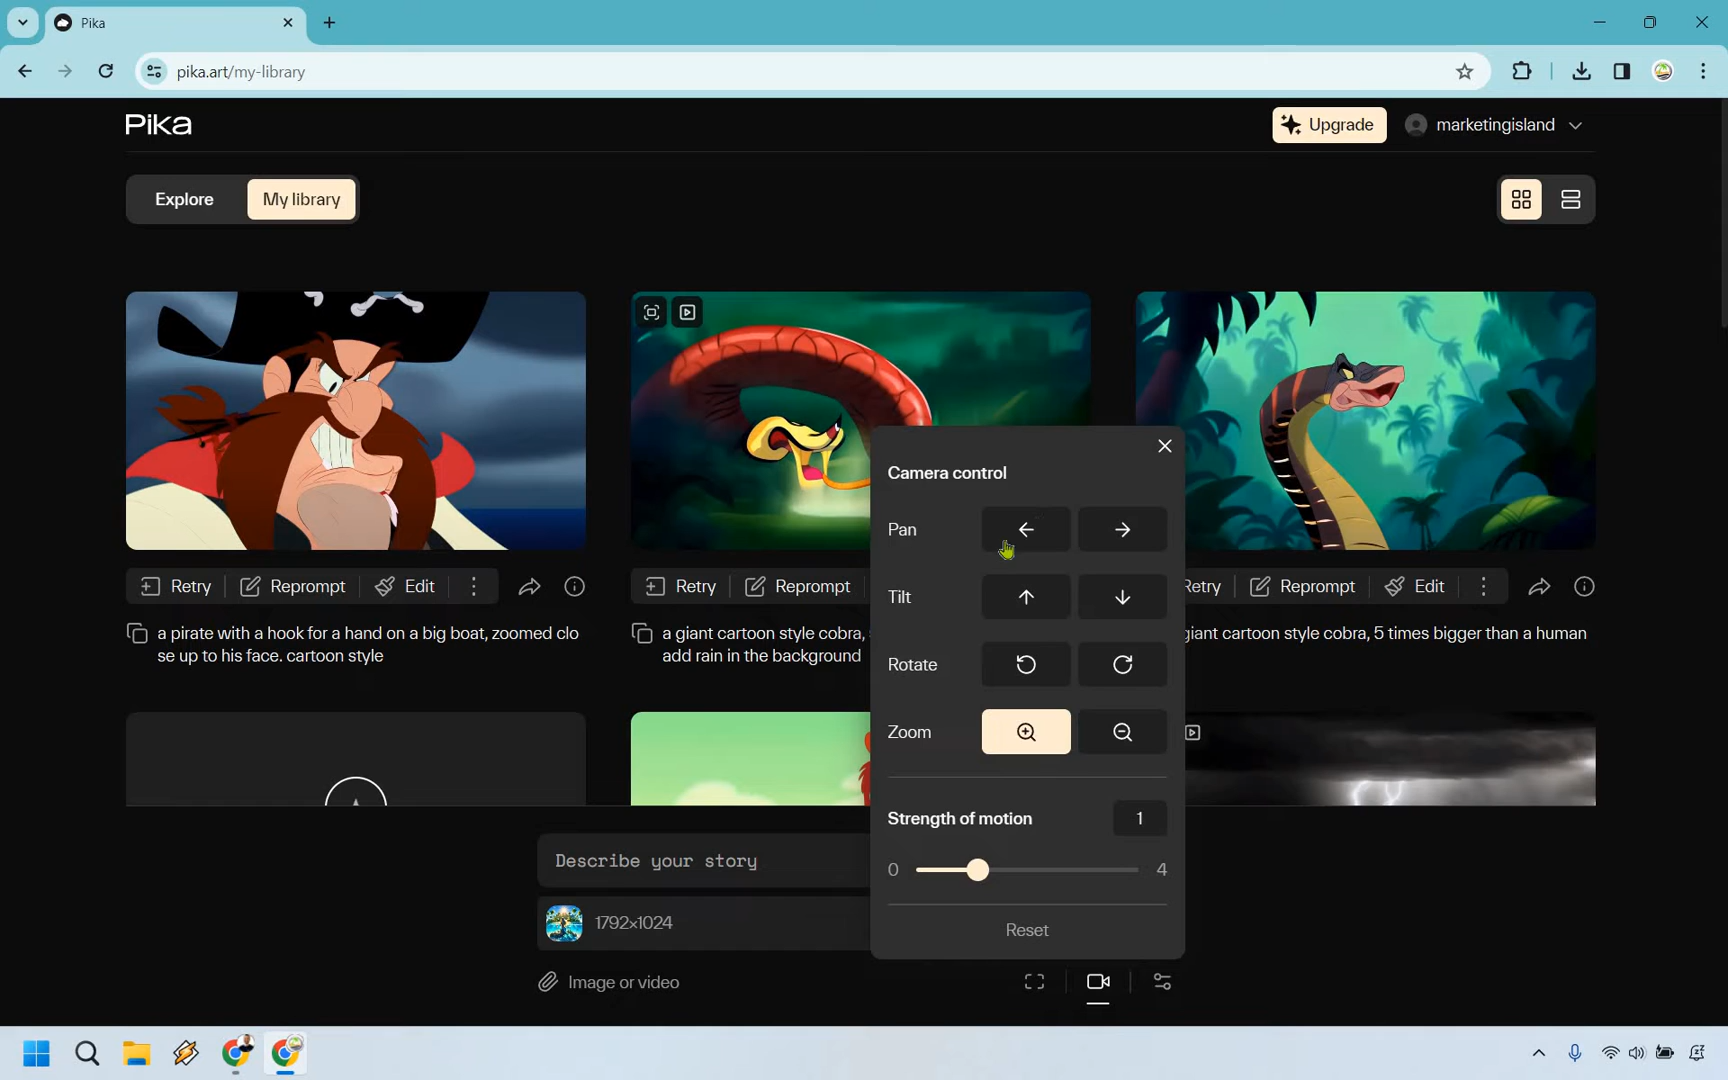 Pika
pika.art/my-library
Pika
Upgrade
marketingisland
Explore
My library
Retry
Reprompt
Edit
a pirate with a hook for a hand on a big boat, zoomed clo
se up to his face. cartoon style
Retry
Reprompt
a giant cartoon style cobra,
add rain in the background
Reprompt
Edit
giant cartoon style cobra, 5 times bigger than a human
Camera control
Pan
Tilt
Rotate
Zoom
Strength of motion
1
0
4
Reset
Describe your story
1792×1024
Image or video